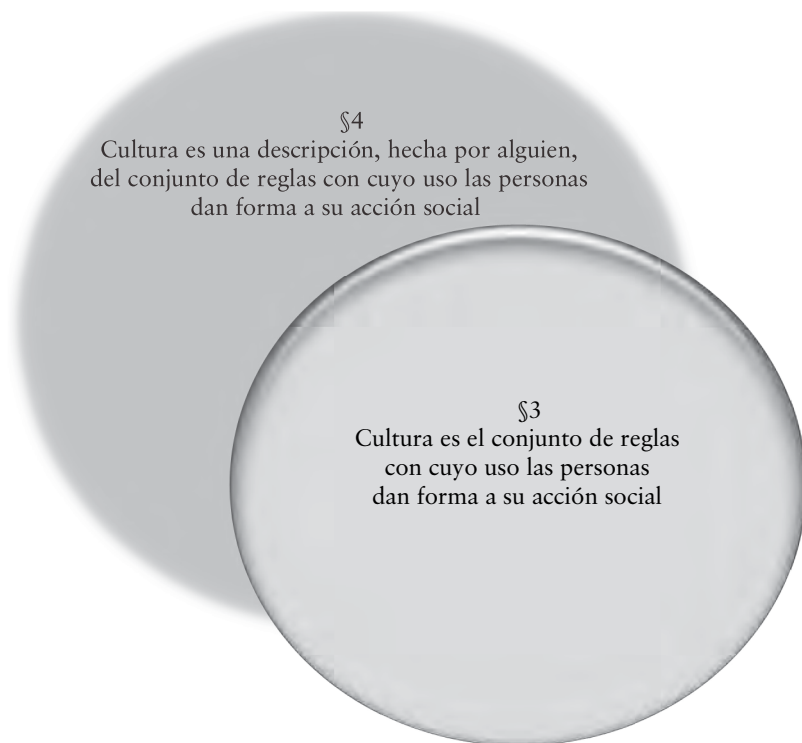 §4
Cultura es una descripción, hecha por alguien,
del conjunto de reglas con cuyo uso las personas
dan forma a su acción social
§3
Cultura es el conjunto de reglas
con cuyo uso las personas
dan forma a su acción social